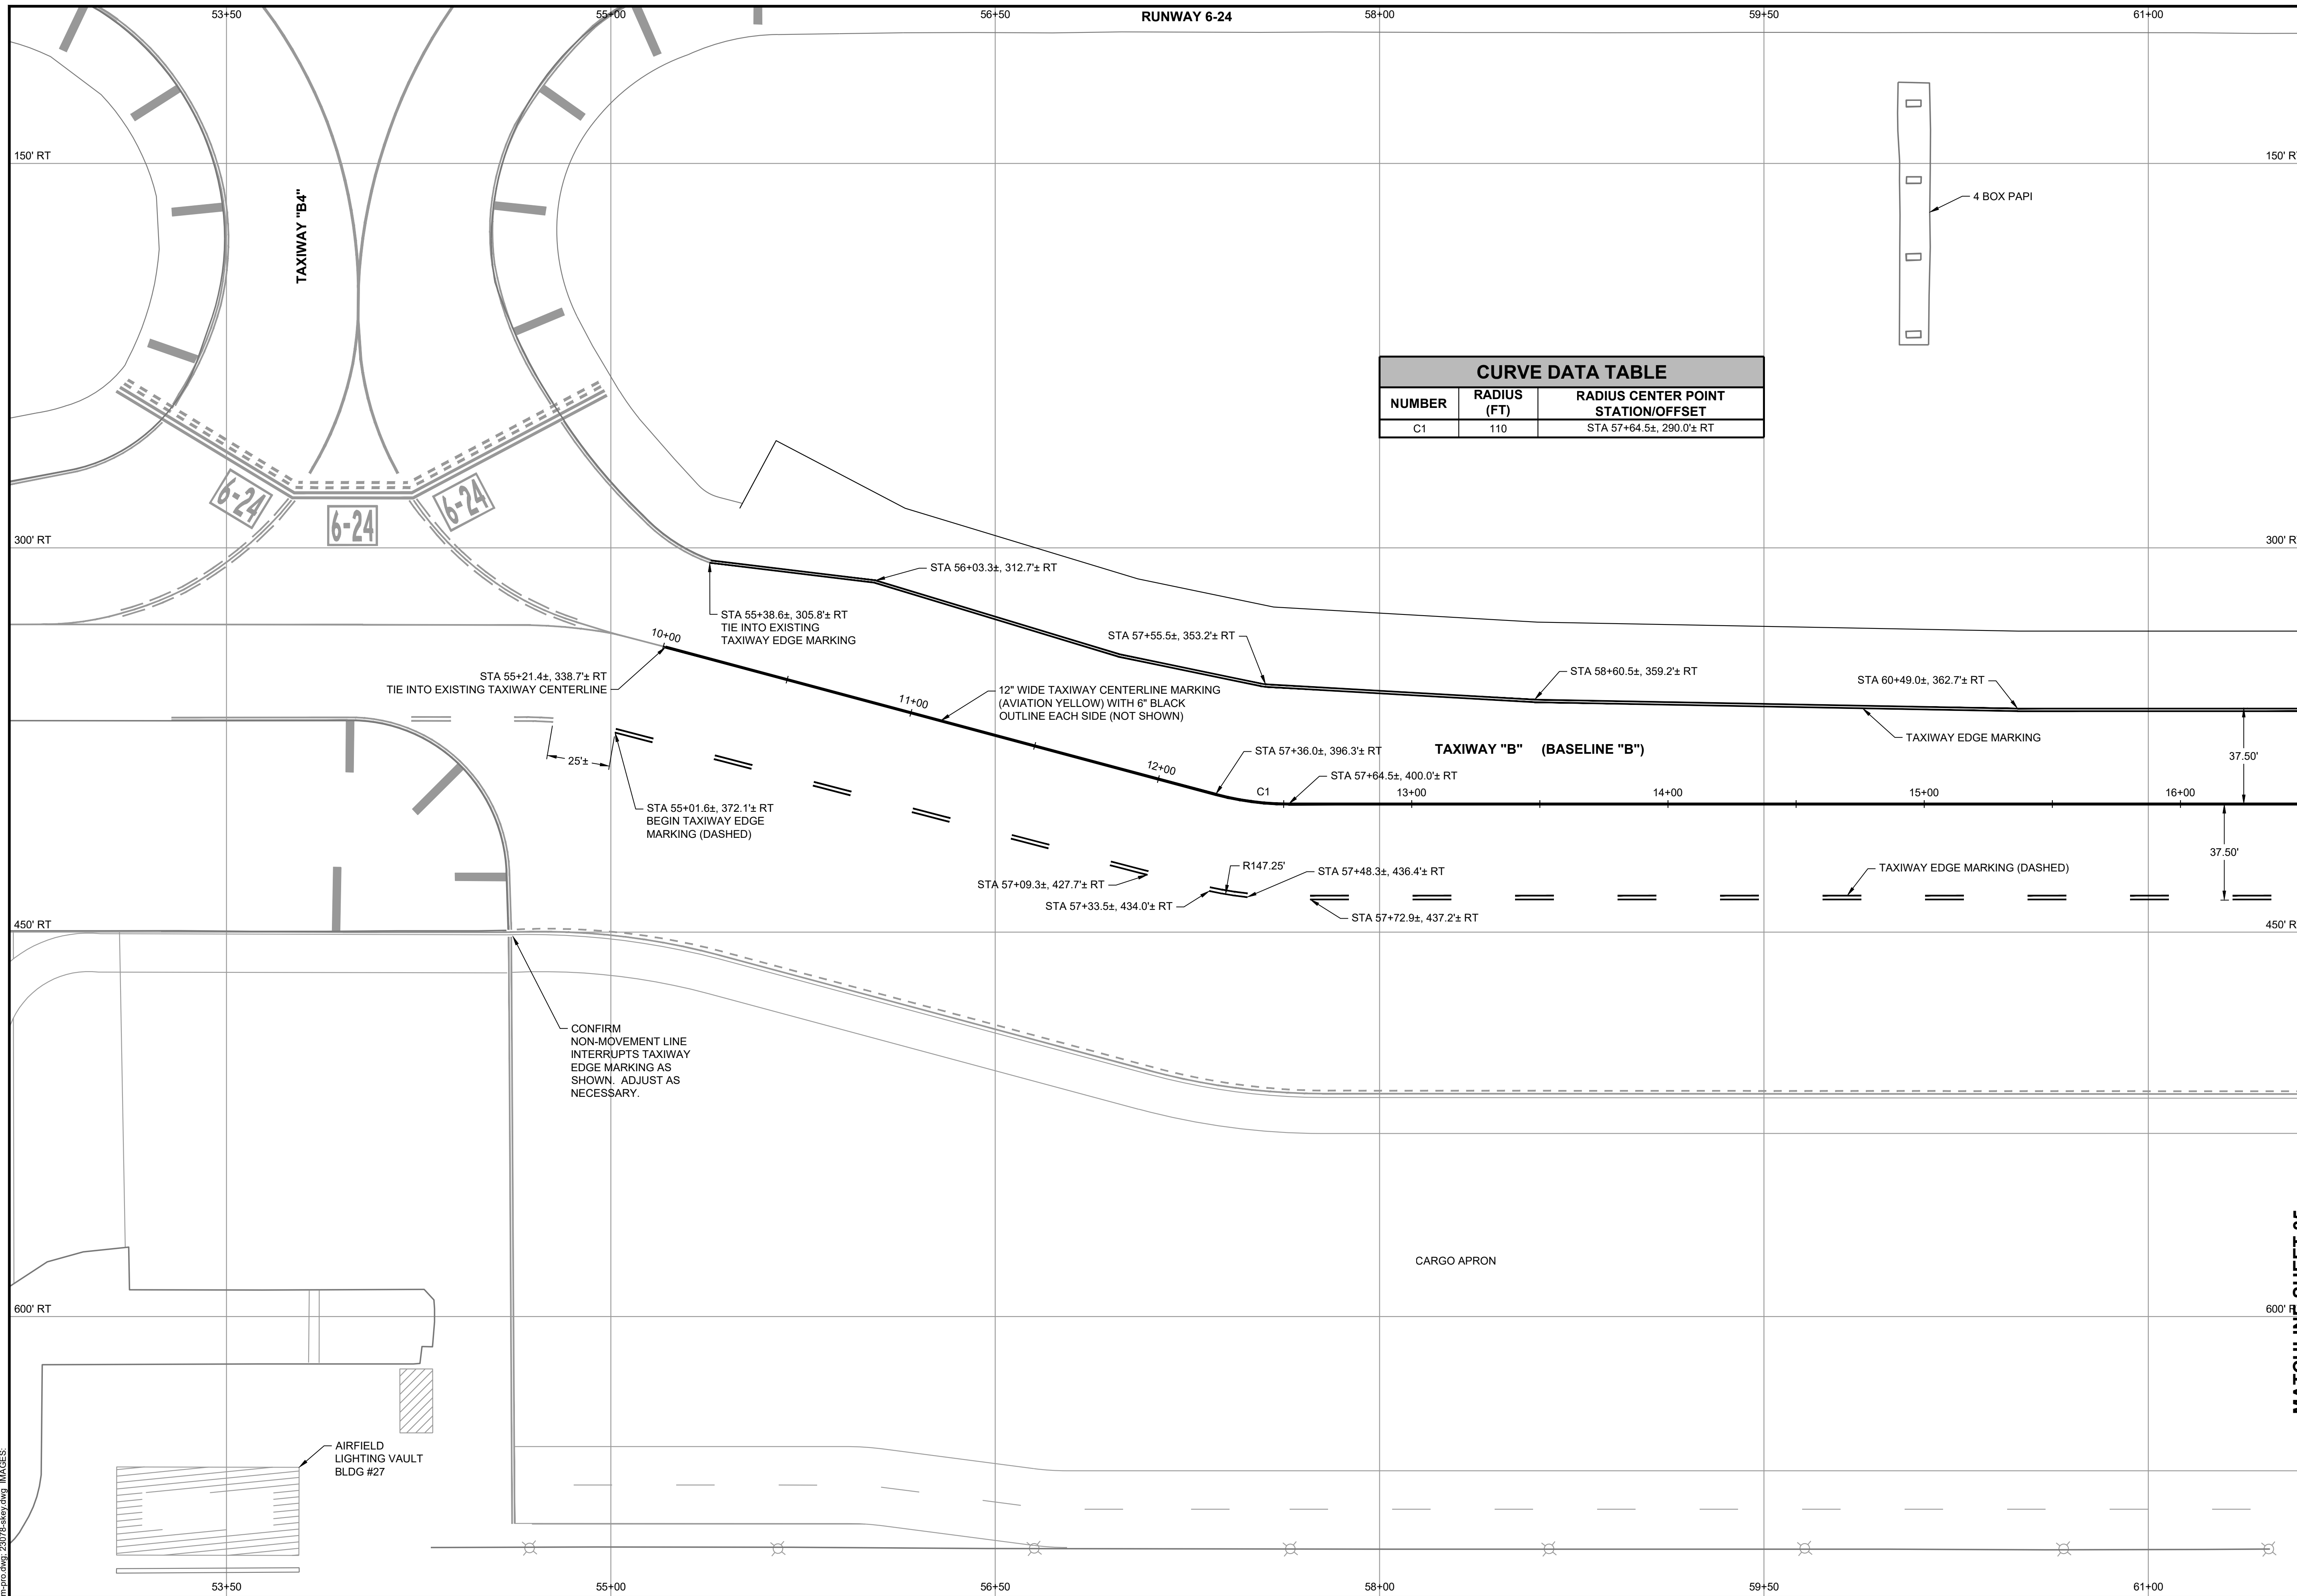 53+50
55+00
56+50
RUNWAY 6-24
58+00
59+50
61+00
150' RT
150' R
TAXIWAY "B4"
4 BOX PAPI
CURVE DATA TABLE
NUMBER
RADIUS
(FT)
RADIUS CENTER POINT
STATION/OFFSET
C1
110
STA 57+64.5±, 290.0'± RT
6-24
6-24
6-24
300' RT
300' R
STA 56+03.3±, 312.7'± RT
STA 55+38.6±, 305.8'± RT
TIE INTO EXISTING
TAXIWAY EDGE MARKING
10+00
STA 57+55.5±, 353.2'± RT
STA 58+60.5±, 359.2'± RT
STA 60+49.0±, 362.7'± RT
STA 55+21.4±, 338.7'± RT
TIE INTO EXISTING TAXIWAY CENTERLINE
11+00
12" WIDE TAXIWAY CENTERLINE MARKING
(AVIATION YELLOW) WITH 6" BLACK
OUTLINE EACH SIDE (NOT SHOWN)
TAXIWAY EDGE MARKING
TAXIWAY "B" (BASELINE "B")
STA 57+36.0±, 396.3'± RT
37.50'
25'±
12+00
STA 57+64.5±, 400.0'± RT
C1
13+00
14+00
15+00
16+00
STA 55+01.6±, 372.1'± RT
BEGIN TAXIWAY EDGE
MARKING (DASHED)
37.50'
R147.25'
STA 57+48.3±, 436.4'± RT
TAXIWAY EDGE MARKING (DASHED)
STA 57+09.3±, 427.7'± RT
STA 57+33.5±, 434.0'± RT
STA 57+72.9±, 437.2'± RT
450' RT
450' R
CONFIRM
NON-MOVEMENT LINE
INTERRUPTS TAXIWAY
EDGE MARKING AS
SHOWN. ADJUST AS
NECESSARY.
CARGO APRON
600' RT
600' R
AIRFIELD
LIGHTING VAULT
BLDG #27
m-pro.dwg; 23078-skey.dwg IMAGES:
53+50
55+00
56+50
58+00
59+50
61+00